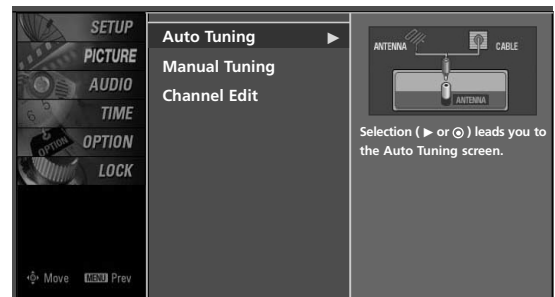 SETUP
PICTURE
AUDIO
TIME
OPTION
LOCK
Move MENU Prev
Auto Tuning ▶
Manual Tuning
Channel Edit
ANTENNA CABLE
ANTENNA
Selection ( ▶ or ◉ ) leads you to
the Auto Tuning screen.